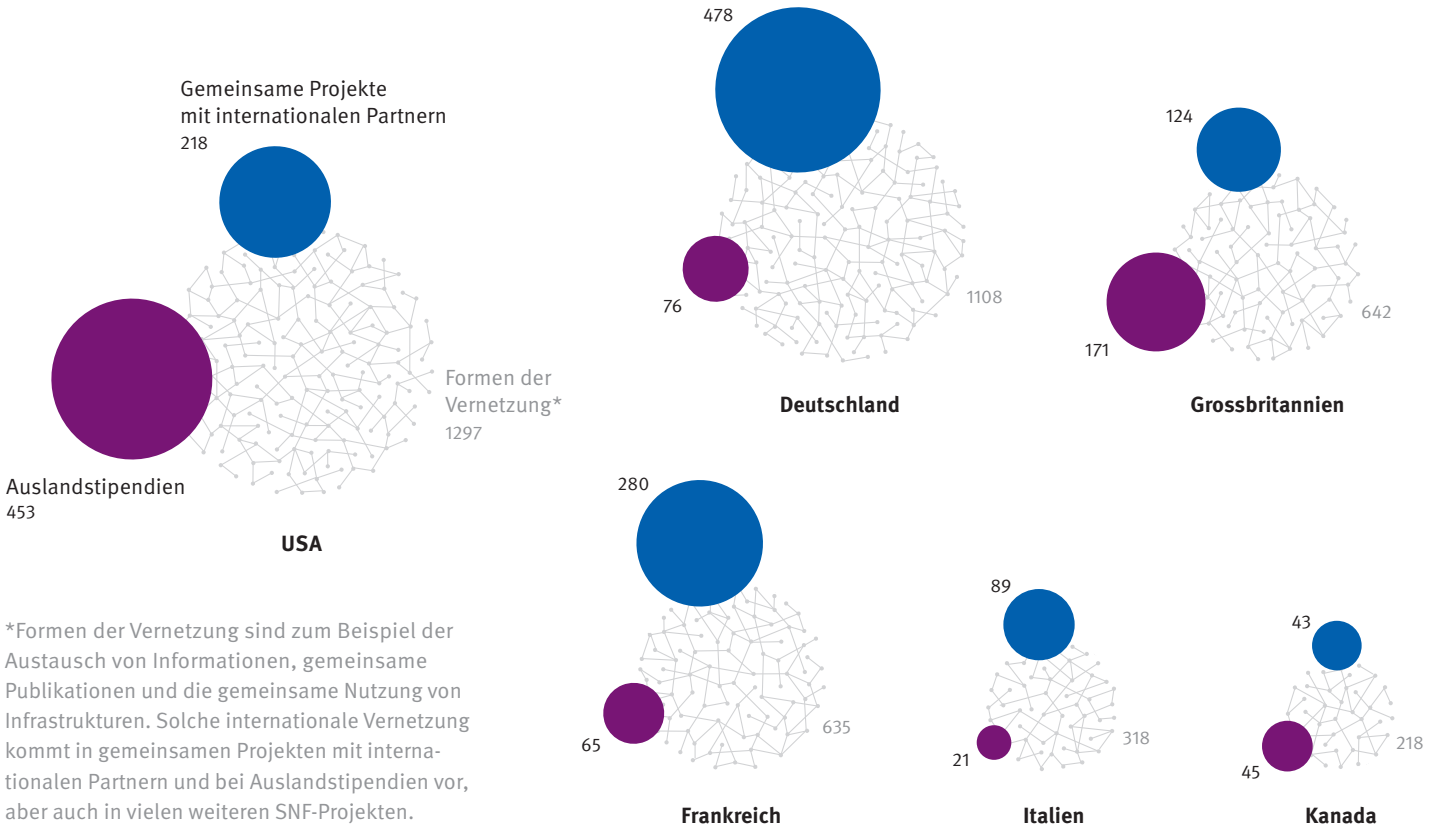 Gemeinsame Projekte
mit internationalen Partnern
218
Auslandstipendien
453
Formen der
Vernetzung*
1297
USA
478
76
1108
Deutschland
124
171
642
Grossbritannien
280
65
635
Frankreich
89
21
318
Italien
43
45
218
Kanada
*Formen der Vernetzung sind zum Beispiel der
Austausch von Informationen, gemeinsame
Publikationen und die gemeinsame Nutzung von
Infrastrukturen. Solche internationale Vernetzung
kommt in gemeinsamen Projekten mit interna-
tionalen Partnern und bei Auslandstipendien vor,
aber auch in vielen weiteren SNF-Projekten.